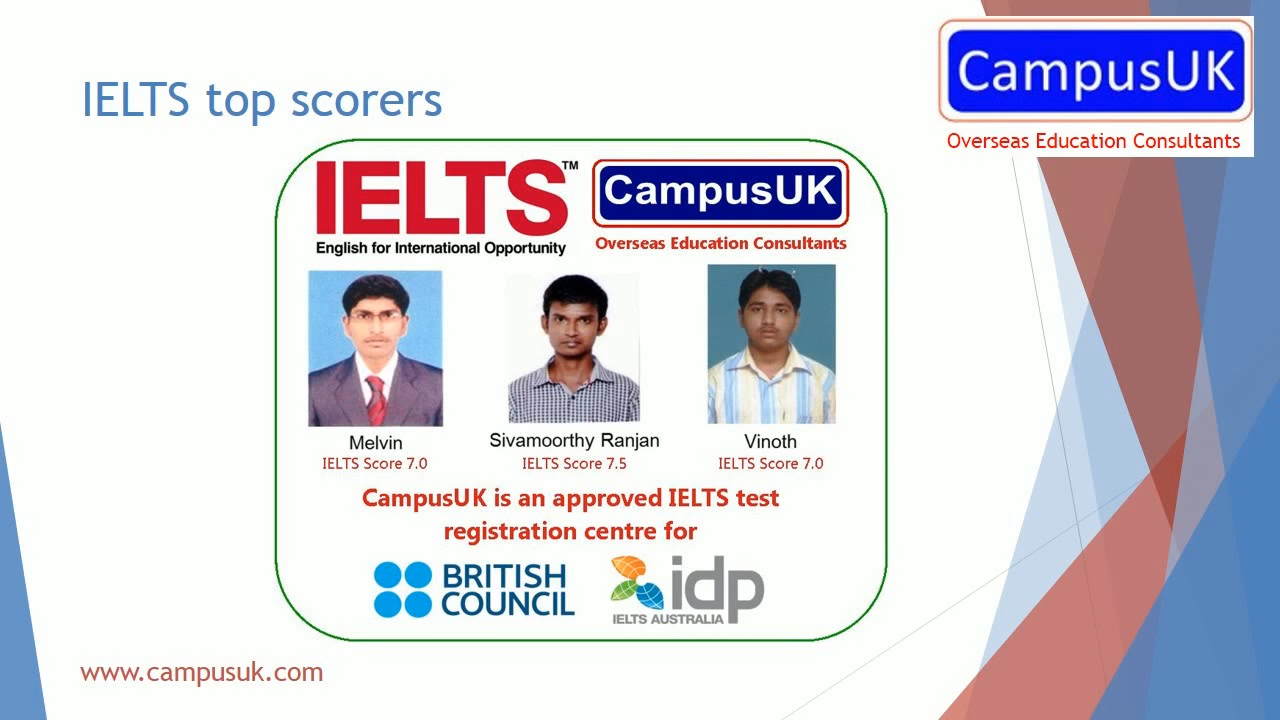 IELTS top scorers
CampusUK
Overseas Education Consultants
IELTS™
English for International Opportunity
CampusUK
Overseas Education Consultants
Melvin
IELTS Score 7.0
Sivamoorthy Ranjan
IELTS Score 7.5
Vinoth
IELTS Score 7.0
CampusUK is an approved IELTS test
registration centre for
BRITISH
COUNCIL
idp
IELTS AUSTRALIA
www.campusuk.com